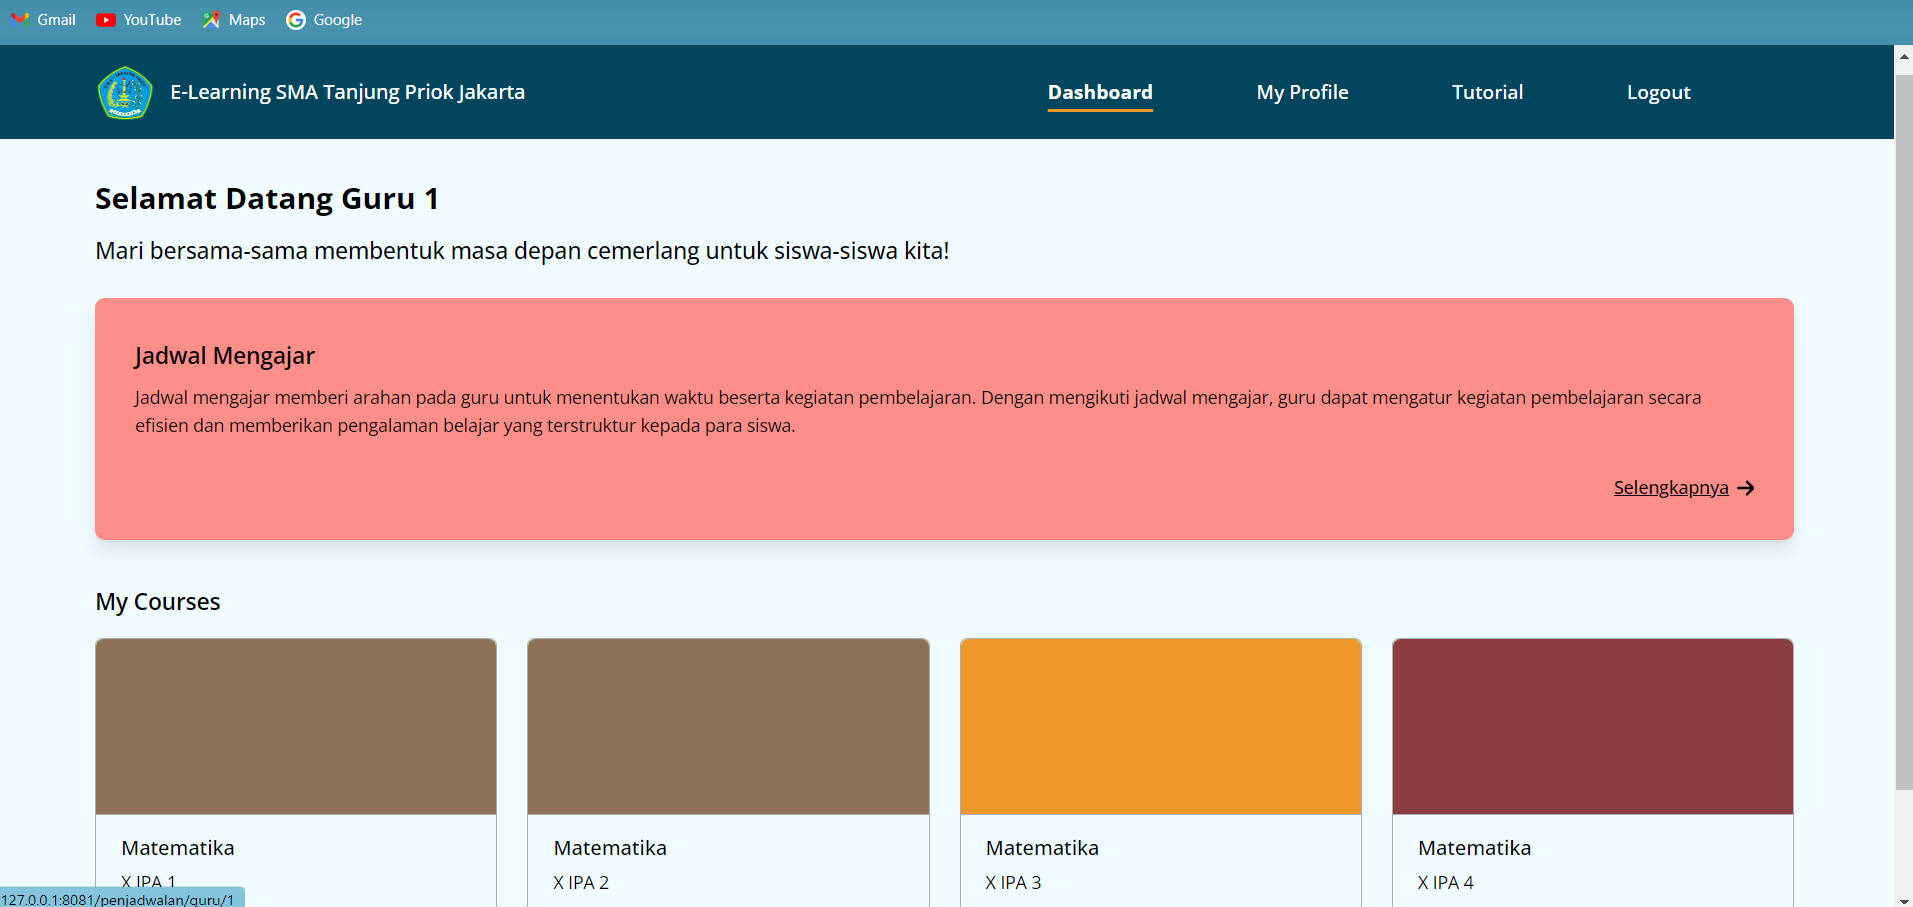 Gmail YouTube Maps Google
E-Learning SMA Tanjung Priok Jakarta Dashboard My Profile Tutorial Logout
Selamat Datang Guru 1
Mari bersama-sama membentuk masa depan cemerlang untuk siswa-siswa kita!
Jadwal Mengajar
Jadwal mengajar memberi arahan pada guru untuk menentukan waktu beserta kegiatan pembelajaran. Dengan mengikuti jadwal mengajar, guru dapat mengatur kegiatan pembelajaran secara
efisien dan memberikan pengalaman belajar yang terstruktur kepada para siswa.
Selengkapnya
My Courses
Matematika Matematika Matematika Matematika
X IPA 1 X IPA 2 X IPA 3 X IPA 4
127.0.0.1:8081/penjadwalan/guru/1